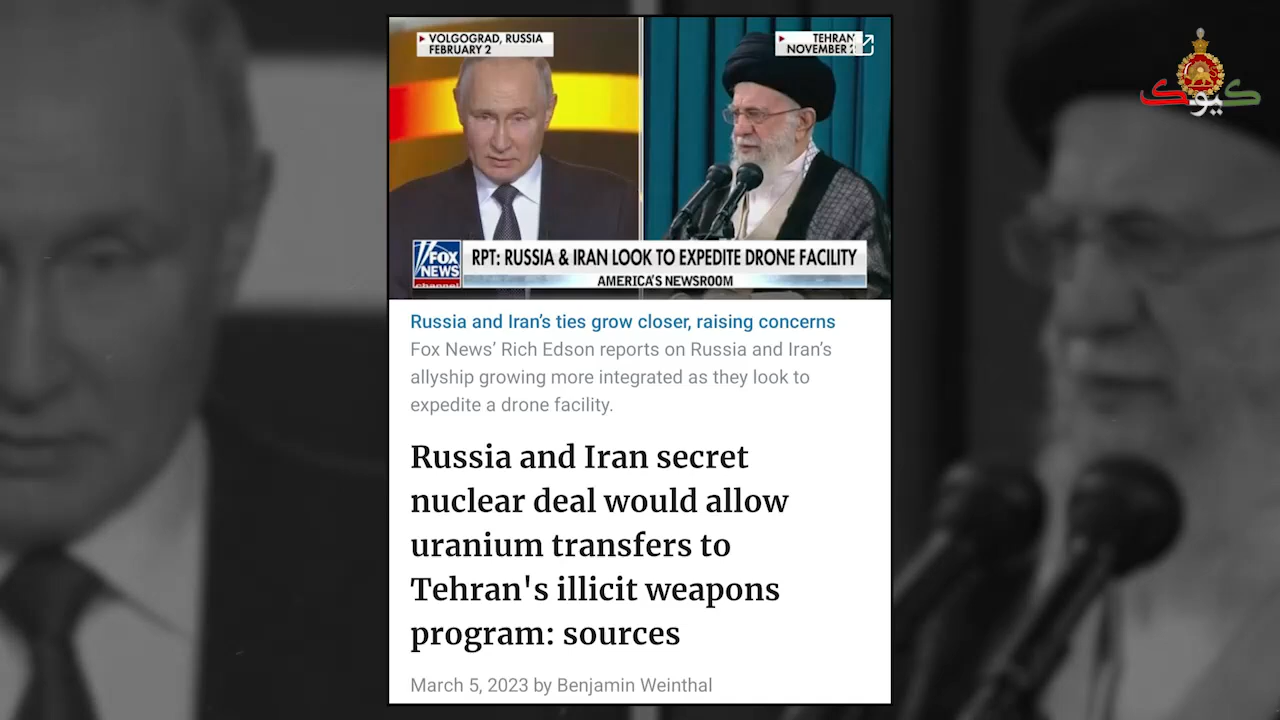 VOLGOGRAD, RUSSIA
FEBRUARY 2
TEHRAN
NOVEMBER
FOX
NEWS
channel
RPT: RUSSIA & IRAN LOOK TO EXPEDITE DRONE FACILITY
AMERICA'S NEWSROOM
کیوک
Russia and Iran’s ties grow closer, raising concerns
Fox News’ Rich Edson reports on Russia and Iran’s
allyship growing more integrated as they look to
expedite a drone facility.
Russia and Iran secret
nuclear deal would allow
uranium transfers to
Tehran's illicit weapons
program: sources
March 5, 2023 by Benjamin Weinthal